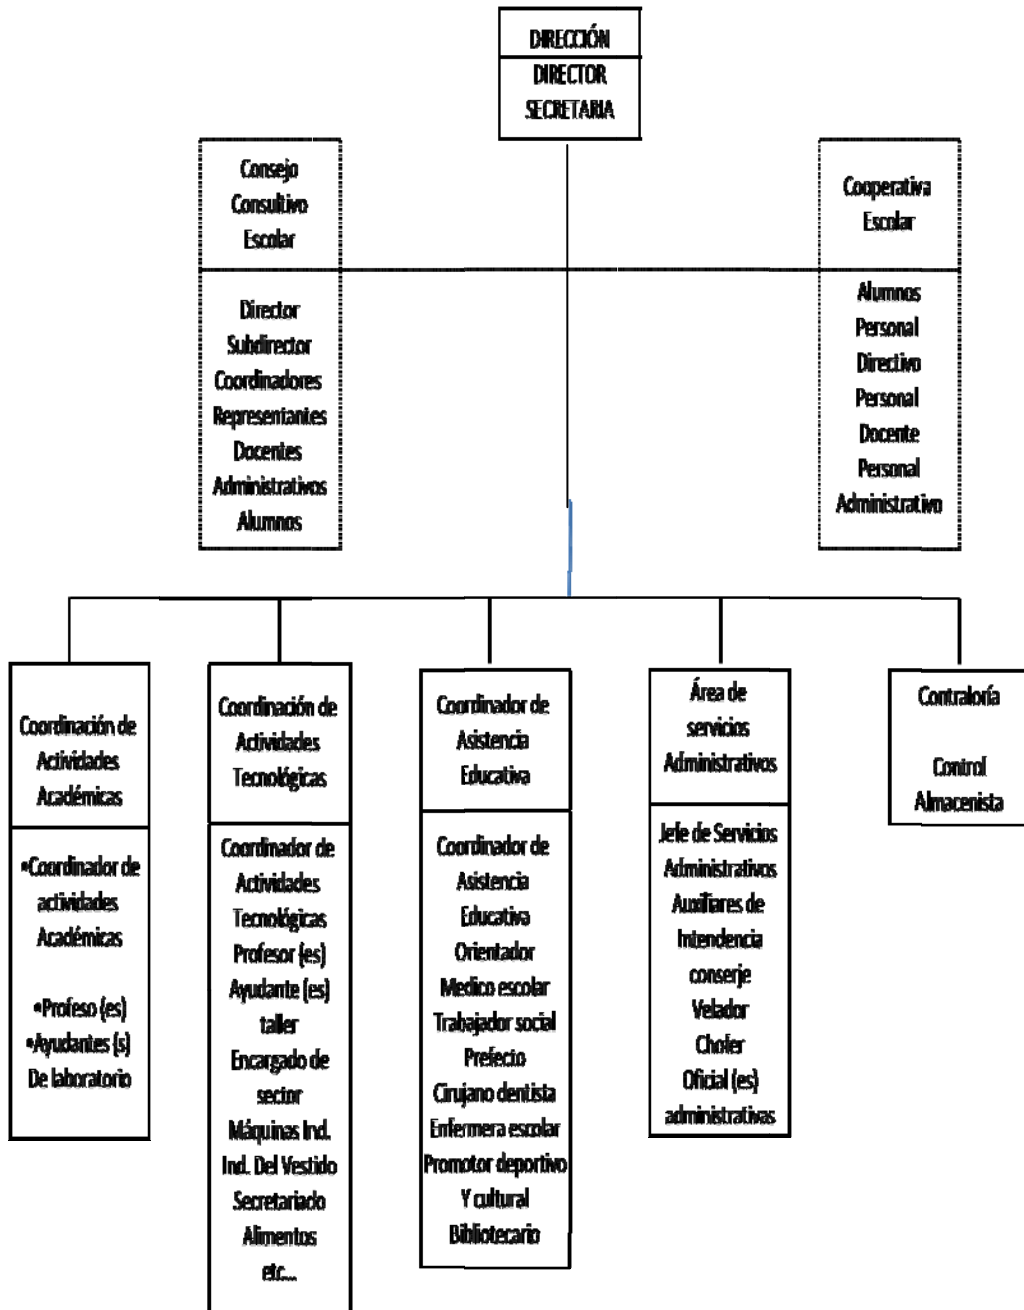 DIRECCIÓN
DIRECTOR
SECRETARIA
Consejo
Consultivo
Escolar
Director
Subdirector
Coordinadores
Representantes
Docentes
Administrativos
Alumnos
Cooperativa
Escolar
Alumnos
Personal
Directivo
Personal
Docente
Personal
Administrativo
Coordinación de
Actividades
Académicas
•Coordinador de
actividades
Académicas
•Profeso (es)
•Ayudantes (s)
De laboratorio
Coordinación de
Actividades
Tecnológicas
Coordinador de
Actividades
Tecnológicas
Profesor (es)
Ayudante (es)
taller
Encargado de
sector
Máquinas Ind.
Ind. Del Vestido
Secretariado
Alimentos
etc...
Coordinador de
Asistencia
Educativa
Coordinador de
Asistencia
Educativa
Orientador
Medico escolar
Trabajador social
Prefecto
Cirujano dentista
Enfermera escolar
Promotor deportivo
Y cultural
Bibliotecario
Área de
servicios
Administrativos
Jefe de Servicios
Administrativos
Auxiliares de
Intendencia
conserje
Velador
Chofer
Oficial (es)
administrativas
Contraloría
Control
Almacenista